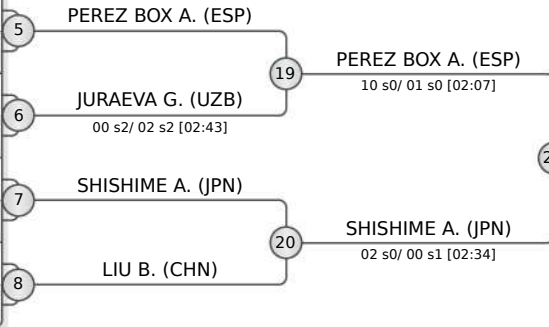 PEREZ BOX A. (ESP)
5
19
PEREZ BOX A. (ESP)
10 s0/ 01 s0 [02:07]
JURAEVA G. (UZB)
6
00 s2/ 02 s2 [02:43]
2
SHISHIME A. (JPN)
7
20
SHISHIME A. (JPN)
02 s0/ 00 s1 [02:34]
LIU B. (CHN)
8